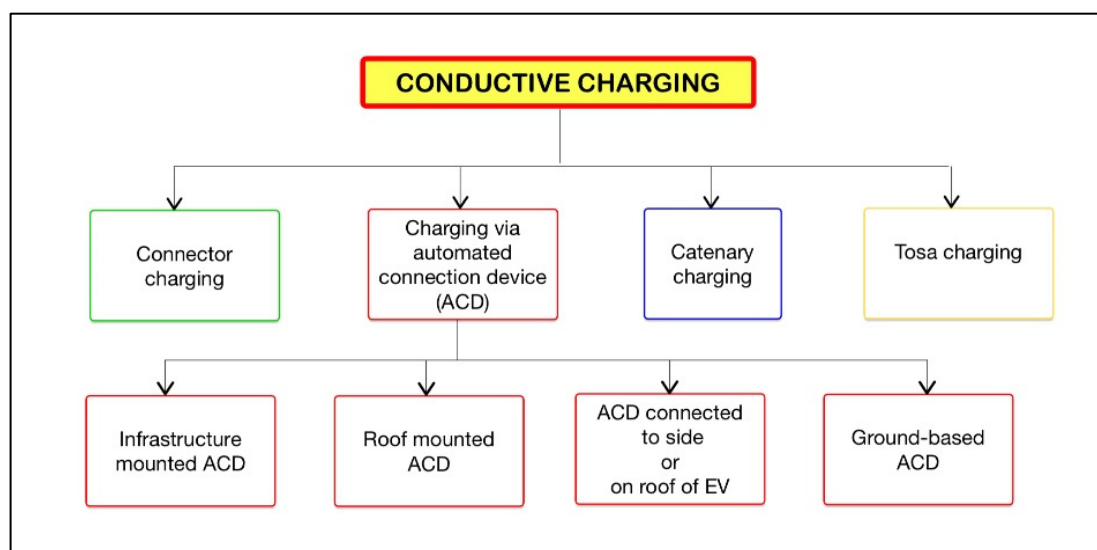 CONDUCTIVE CHARGING
Connector
charging
Charging via
automated
connection device
(ACD)
Catenary
charging
Tosa charging
Infrastructure
mounted ACD
Roof mounted
ACD
ACD connected
to side
or
on roof of EV
Ground-based
ACD